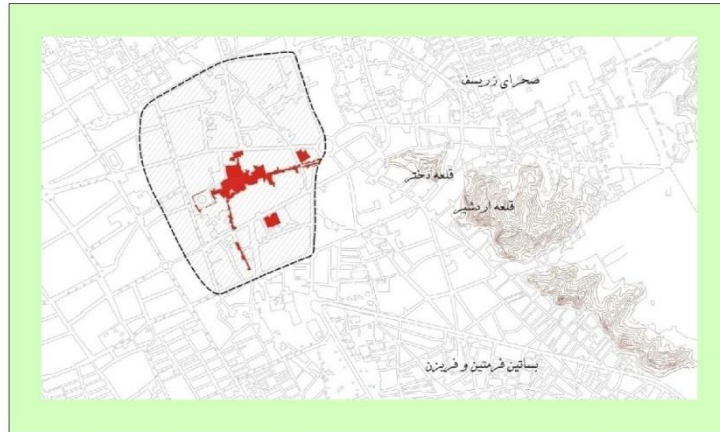 صحرای زریسف
قلعه دختر
قلعه اردشیر
بساتین فرمتین و فریزن